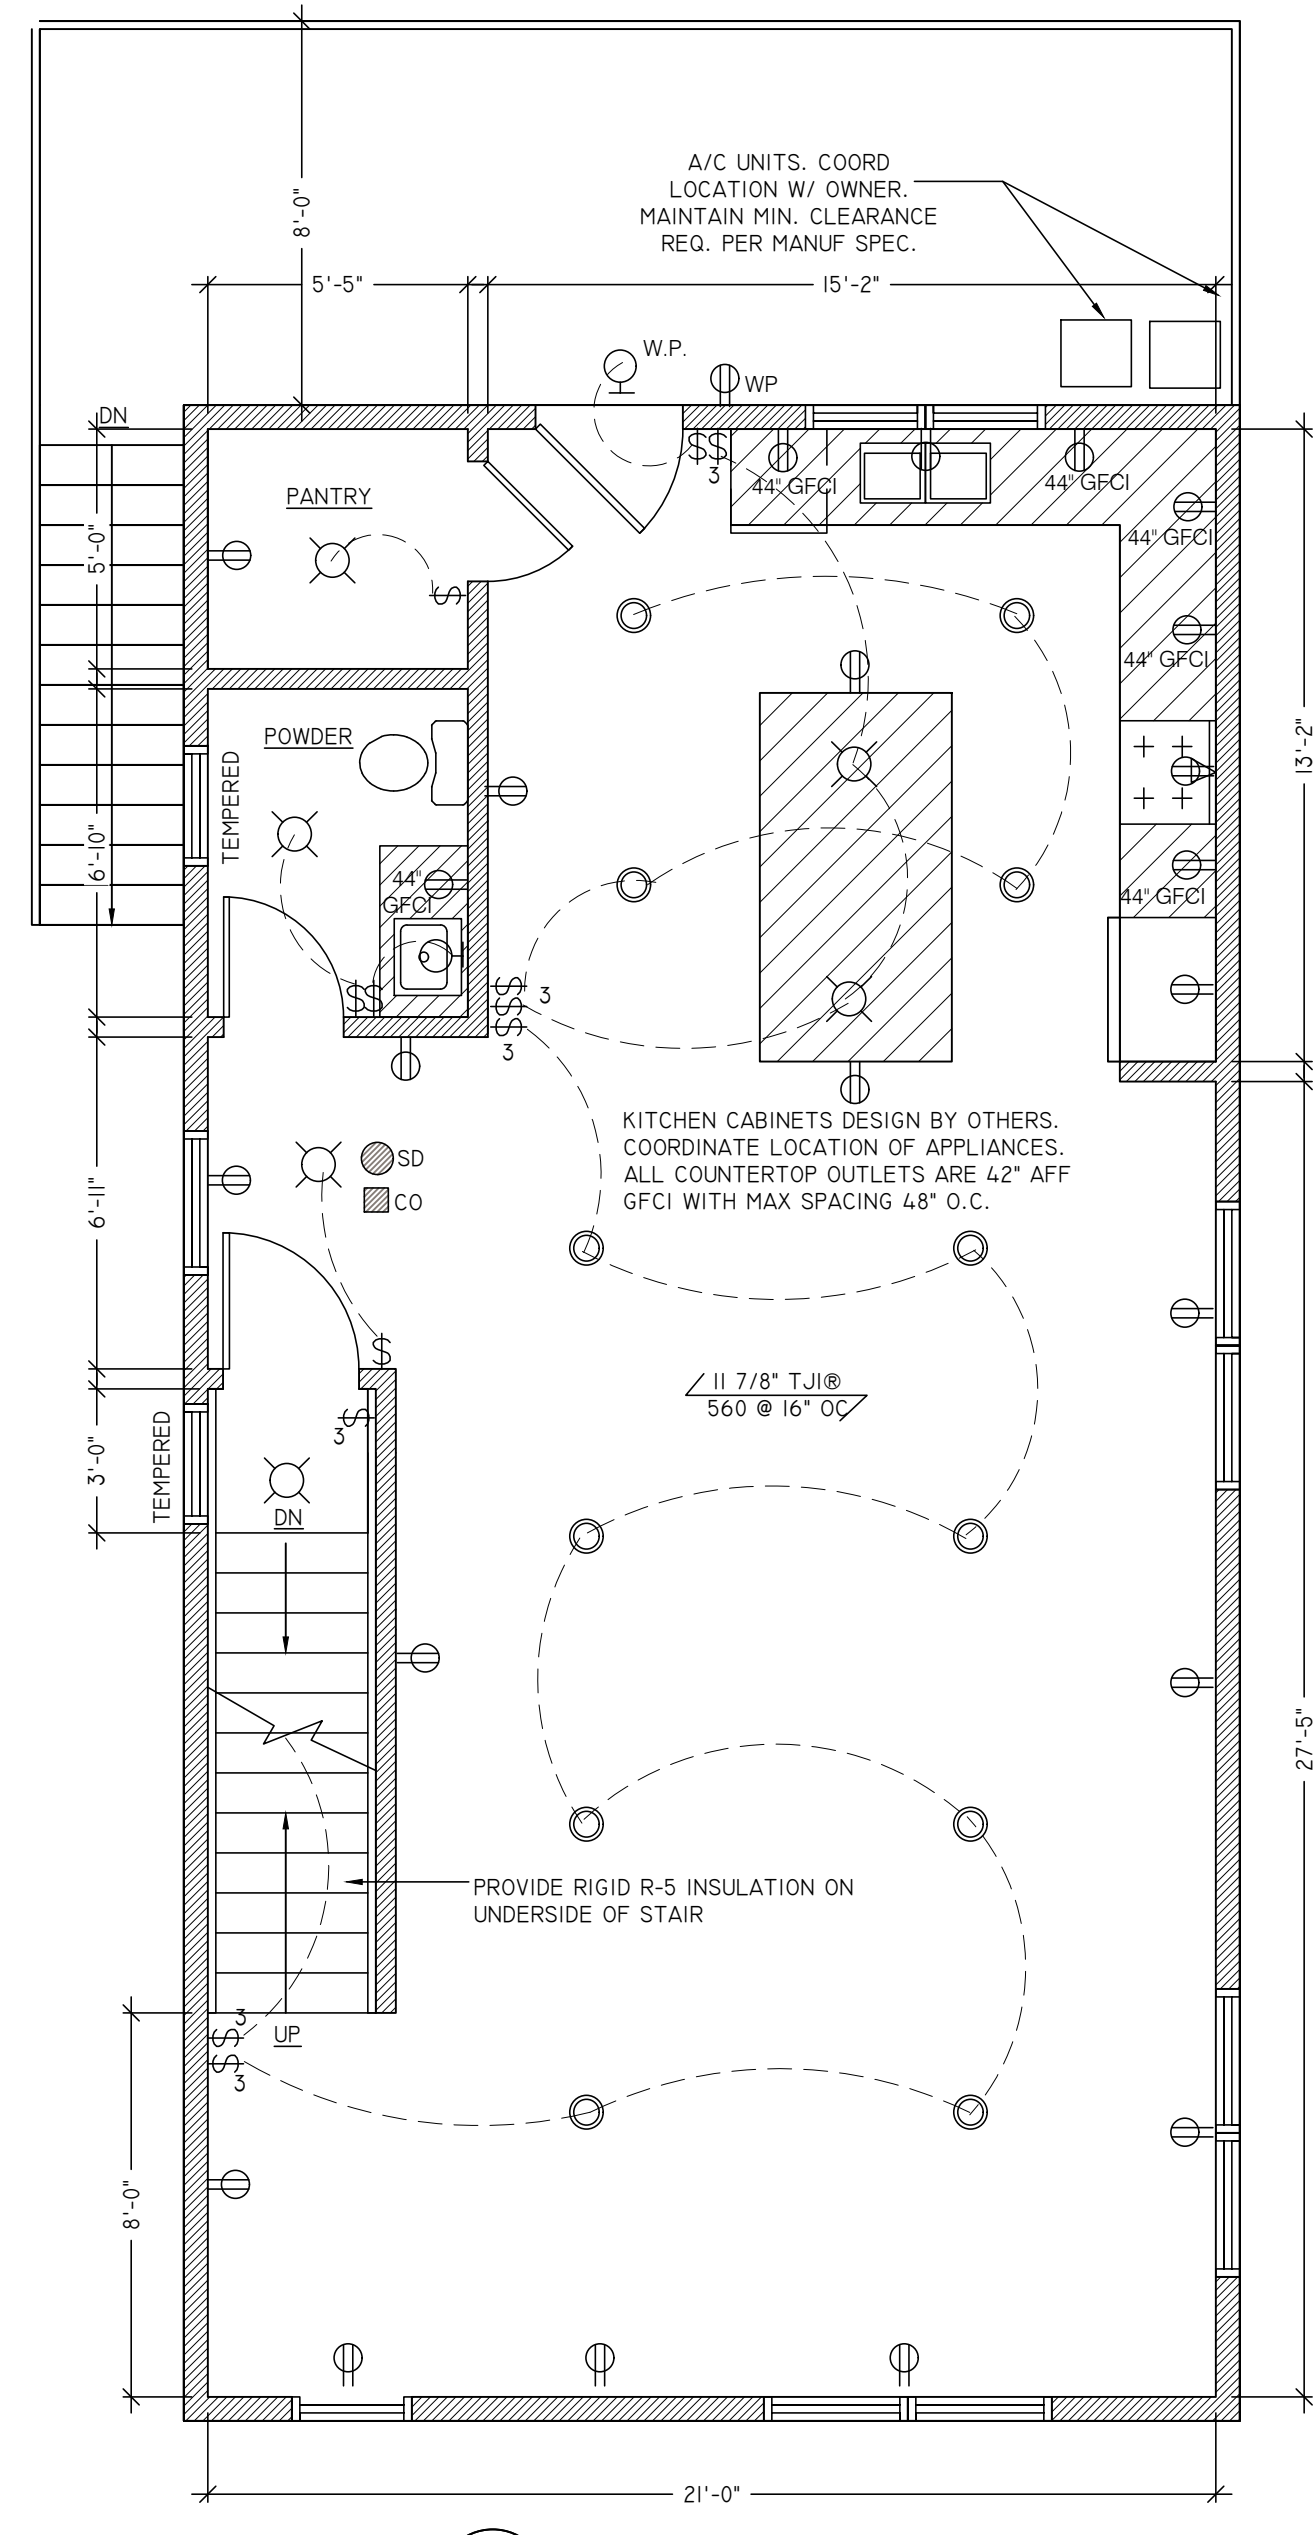 A/C UNITS. COORD
LOCATION W/ OWNER.
MAINTAIN MIN. CLEARANCE
REQ. PER MANUF SPEC.
8'-0"
5'-5"
15'-2"
W.P.
WP
DN
$$
3
PANTRY
44" GFCI
44" GFCI
44" GFCI
5'-0"
$
44" GFCI
POWDER
TEMPERED
13'-2"
6'-10"
44"
GFCI
44" GFCI
$$
$
3
$
$
3
KITCHEN CABINETS DESIGN BY OTHERS.
COORDINATE LOCATION OF APPLIANCES.
ALL COUNTERTOP OUTLETS ARE 42" AFF
GFCI WITH MAX SPACING 48" O.C.
SD
CO
6'-11"
$
11 7/8" TJI®
560 @ 16" OC
$
3
3'-0"
TEMPERED
DN
27'-5"
PROVIDE RIGID R-5 INSULATION ON
UNDERSIDE OF STAIR
3
$
$
3
UP
8'-0"
21'-0"